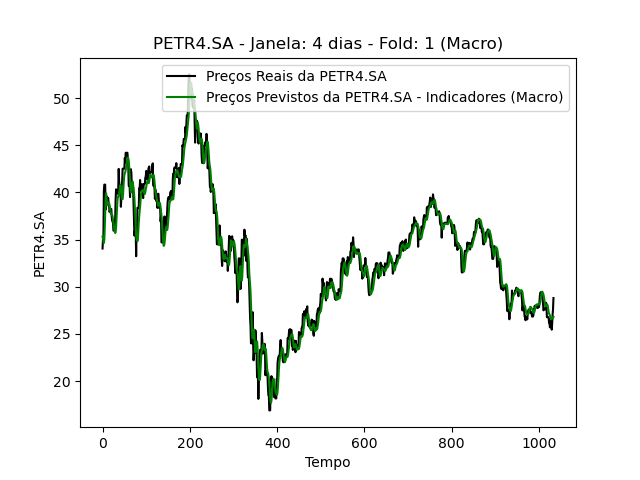 PETR4.SA - Janela: 4 dias - Fold: 1 (Macro)
Preços Reais da PETR4.SA
Preços Previstos da PETR4.SA - Indicadores (Macro)
50
45
40
35
30
25
20
PETR4.SA
0 200 400 600 800 1000
Tempo